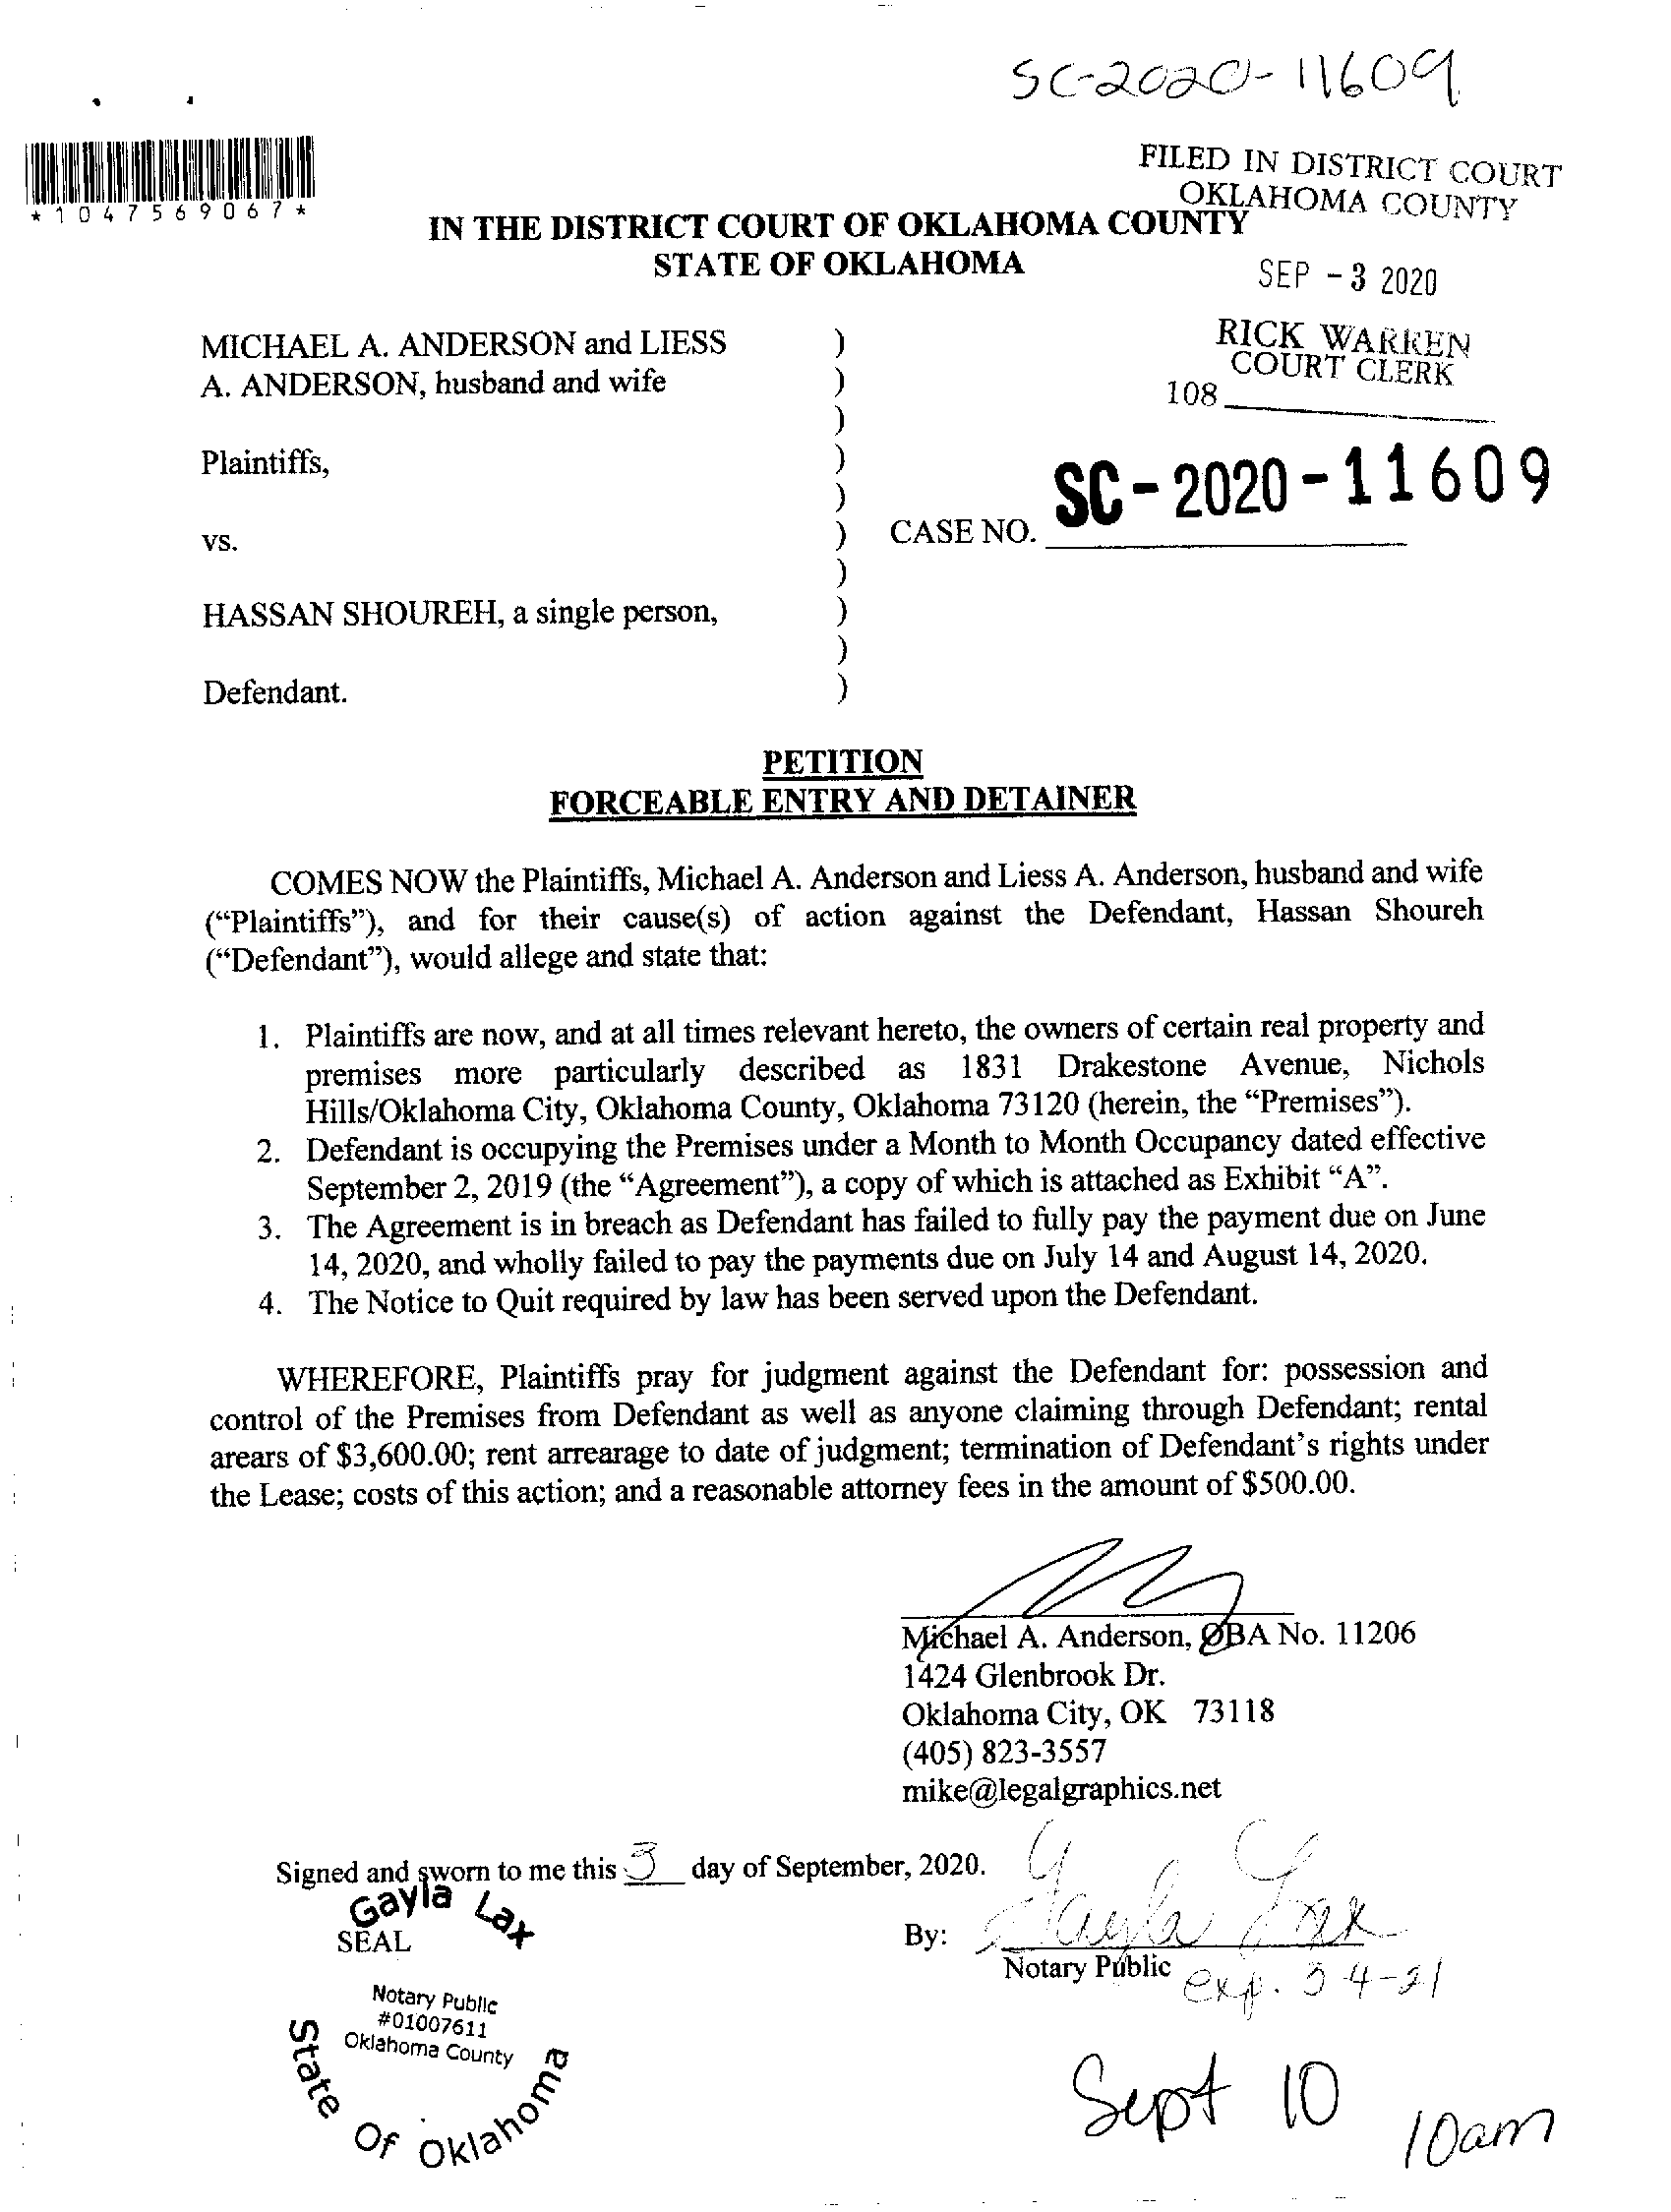 SC-2020-11609
*1047569067*
FILED IN DISTRICT COURT
OKLAHOMA COUNTY
IN THE DISTRICT COURT OF OKLAHOMA COUNTY
STATE OF OKLAHOMA
SEP -3 2020
RICK WARREN
COURT CLERK
108
MICHAEL A. ANDERSON and LIESS )
A. ANDERSON, husband and wife )
)
Plaintiffs, )
)
vs. ) CASE NO. SC-2020-11609
)
HASSAN SHOUREH, a single person, )
)
Defendant. )
PETITION
FORCEABLE ENTRY AND DETAINER
COMES NOW the Plaintiffs, Michael A. Anderson and Liess A. Anderson, husband and wife
("Plaintiffs"), and for their cause(s) of action against the Defendant, Hassan Shoureh
("Defendant"), would allege and state that:
1. Plaintiffs are now, and at all times relevant hereto, the owners of certain real property and
premises more particularly described as 1831 Drakestone Avenue, Nichols
Hills/Oklahoma City, Oklahoma County, Oklahoma 73120 (herein, the "Premises").
2. Defendant is occupying the Premises under a Month to Month Occupancy dated effective
September 2, 2019 (the "Agreement"), a copy of which is attached as Exhibit "A".
3. The Agreement is in breach as Defendant has failed to fully pay the payment due on June
14, 2020, and wholly failed to pay the payments due on July 14 and August 14, 2020.
4. The Notice to Quit required by law has been served upon the Defendant.
WHEREFORE, Plaintiffs pray for judgment against the Defendant for: possession and
control of the Premises from Defendant as well as anyone claiming through Defendant; rental
arears of $3,600.00; rent arrearage to date of judgment; termination of Defendant's rights under
the Lease; costs of this action; and a reasonable attorney fees in the amount of $500.00.
Michael A. Anderson, OBA No. 11206
1424 Glenbrook Dr.
Oklahoma City, OK 73118
(405) 823-3557
mike@legalgraphics.net
Signed and sworn to me this 3 day of September, 2020.
Gayla Lax
SEAL
By: Gayla Lax
Notary Public exp. 3-4-21
Notary Public
#01007611
Oklahoma County
State Of Oklahoma
Sept 10
10am